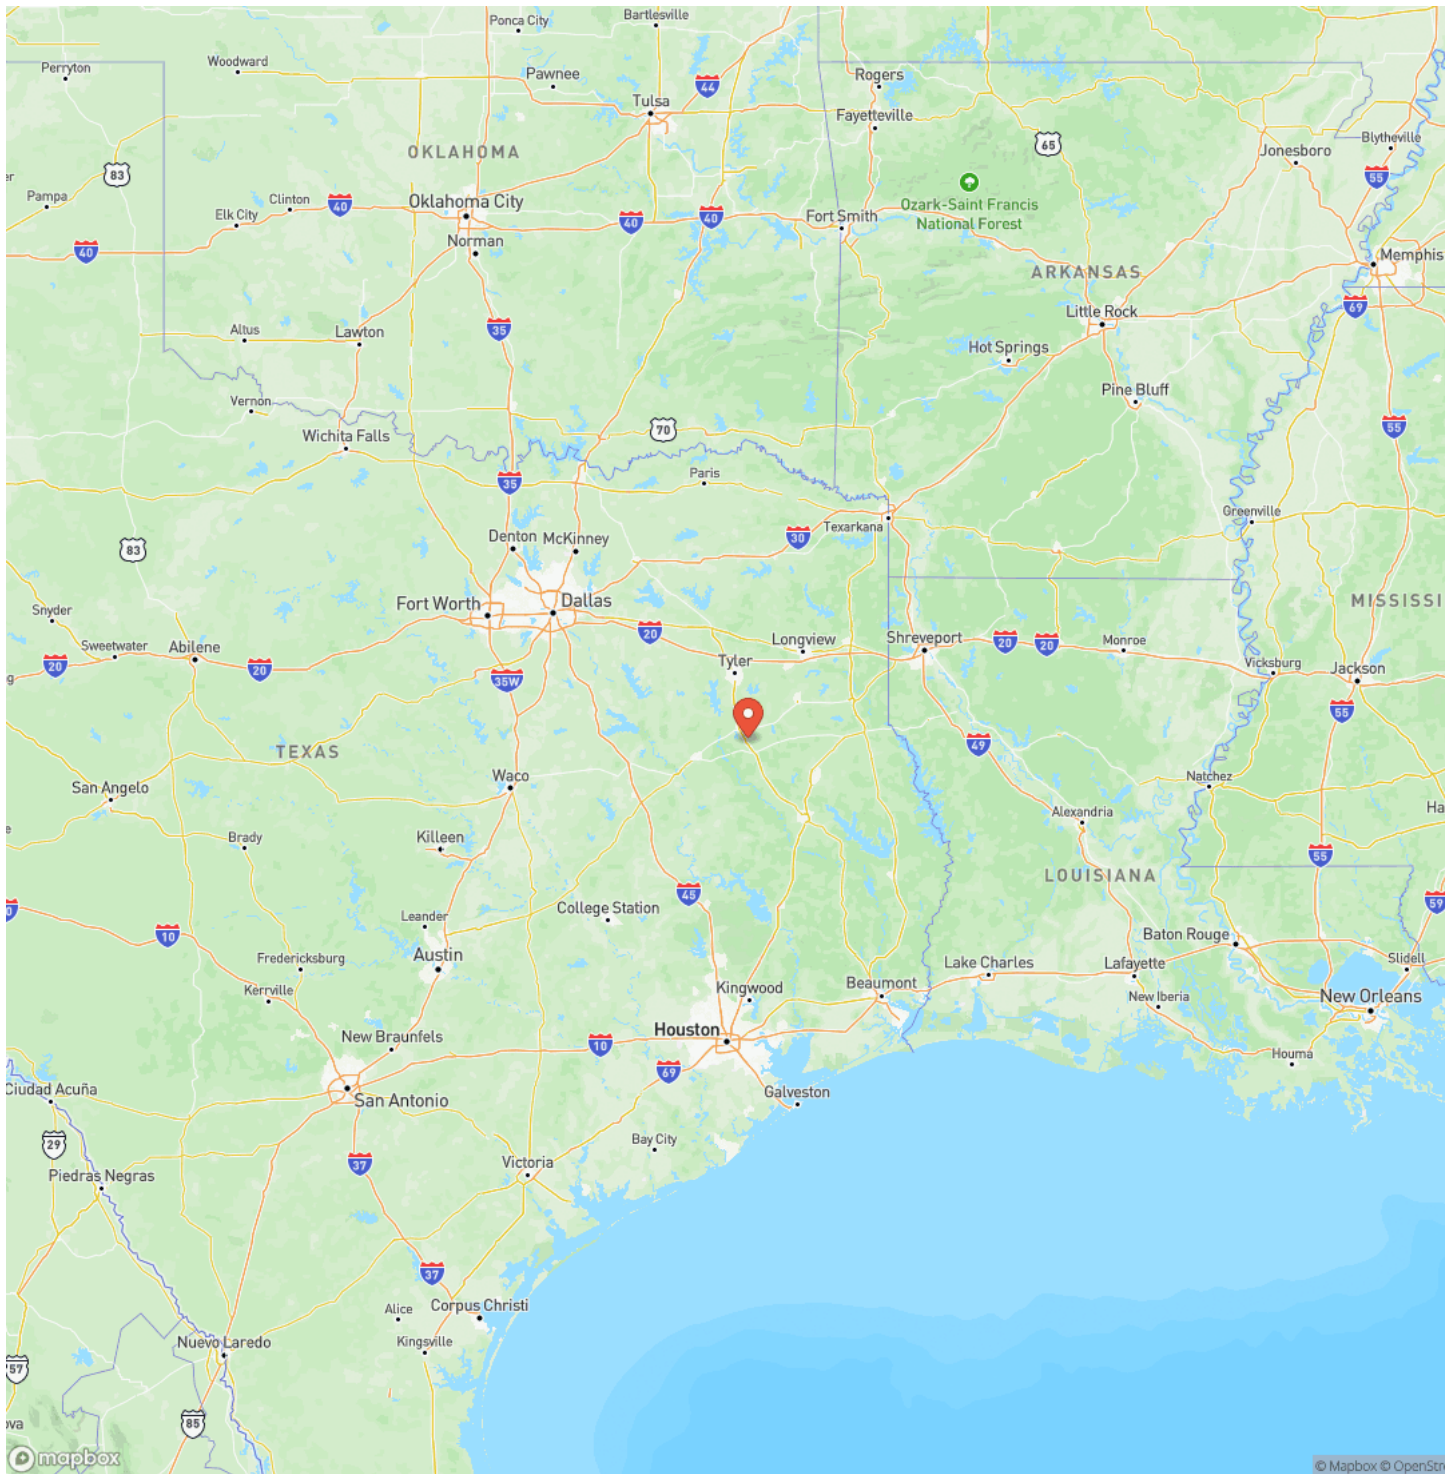 Ponca City
Bartlesville
Perryton
Woodward
Pawnee
Rogers
44
Tulsa
Fayetteville
OKLAHOMA
65
Blytheville
Jonesboro
83
55
er
Pampa
Clinton
40
Elk City
Oklahoma City
40
40
Fort Smith
Ozark-Saint Francis
National Forest
Norman
40
Memphis
ARKANSAS
69
Little Rock
Altus
Lawton
35
Hot Springs
Pine Bluff
Vernon
Wichita Falls
70
55
Paris
35
Greenville
Texarkana
Denton
McKinney
30
83
Fort Worth
Dallas
MISSISSI
Snyder
20
Longview
Shreveport
20
20
Monroe
Sweetwater
Abilene
Tyler
20
20
Vicksburg
Jackson
g
35W
55
TEXAS
49
Waco
Natchez
San Angelo
Ha
Alexandria
e
Brady
Killeen
55
LOUISIANA
45
59
0
College Station
Leander
10
Baton Rouge
Austin
Fredericksburg
Lake Charles
Lafayette
Slidell
Kerrville
Kingwood
Beaumont
New Iberia
New Orleans
Houston
New Braunfels
10
Houma
69
Ciudad Acuña
San Antonio
Galveston
29
Bay City
37
Victoria
Piedras Negras
37
Alice
Corpus Christi
Nuevo Laredo
Kingsville
57
85
ova
mapbox
© Mapbox © OpenStr